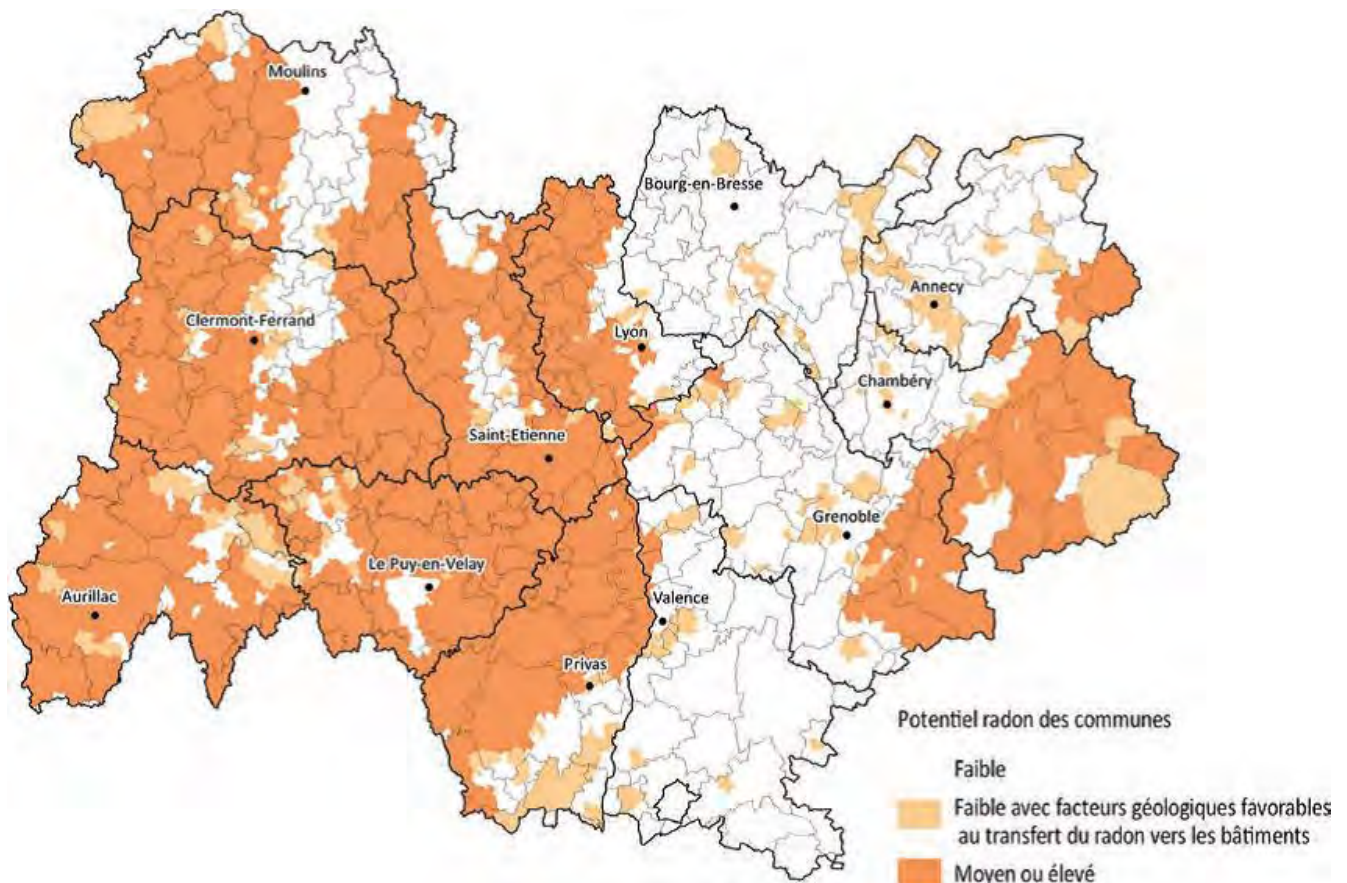 Moulins
Bourg-en-Bresse
Annecy
Clermont-Ferrand
Lyon
Chambéry
Saint-Etienne
Grenoble
Le Puy-en-Velay
Aurillac
Valence
Privas
Potentiel radon des communes
Faible
Faible avec facteurs géologiques favorables
au transfert du radon vers les bâtiments
Moyen ou élevé